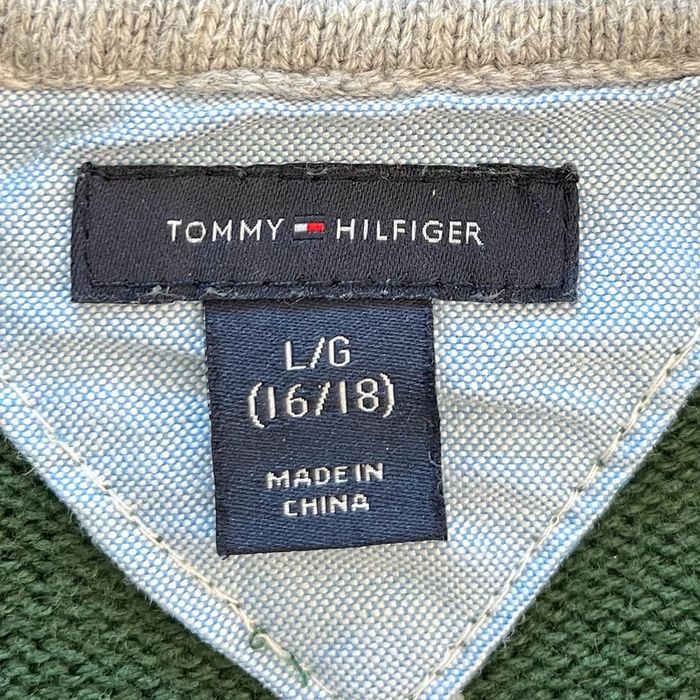 TOMMY HILFIGER
L/G
(16/18)
MADE IN
CHINA